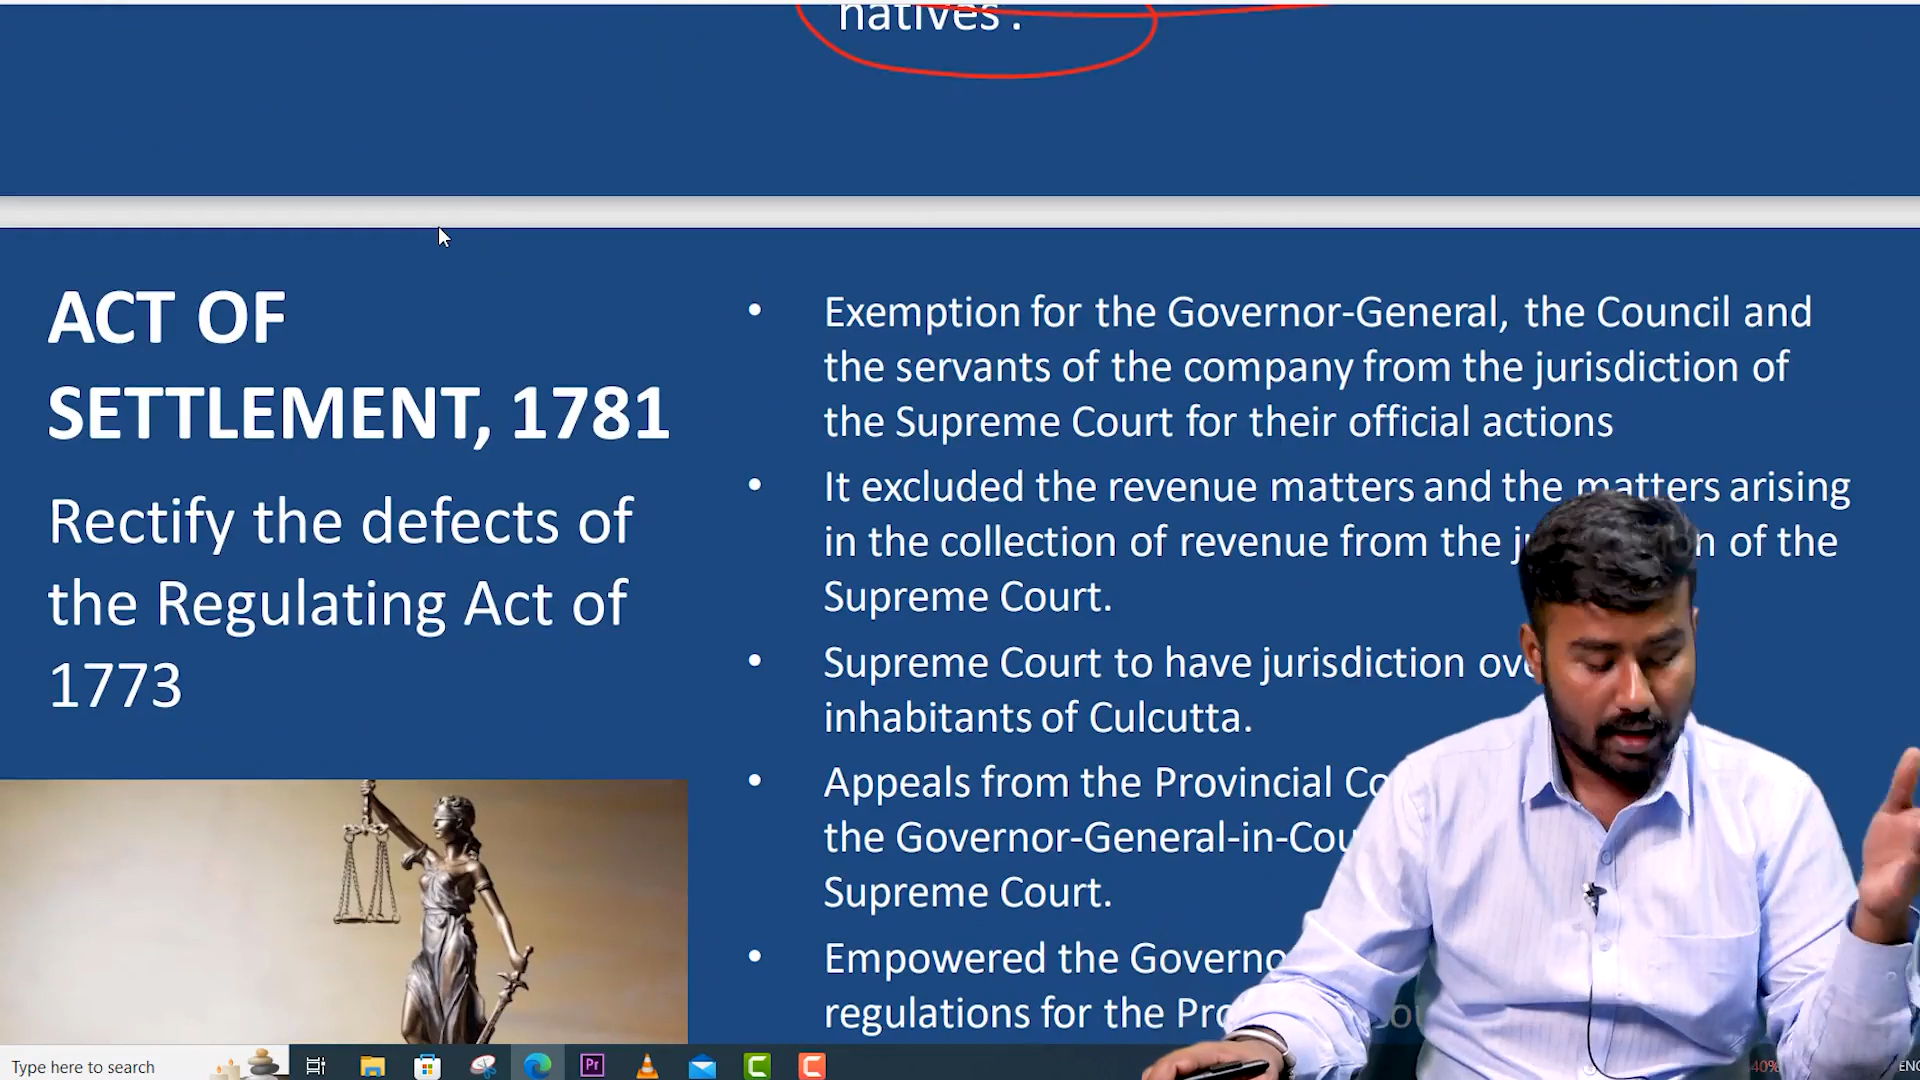 natives'.
ACT OF
SETTLEMENT, 1781
Rectify the defects of
the Regulating Act of
1773
• Exemption for the Governor-General, the Council and
the servants of the company from the jurisdiction of
the Supreme Court for their official actions
• It excluded the revenue matters and the matters arising
in the collection of revenue from the of the
Supreme Court.
• Supreme Court to have jurisdiction
inhabitants of Culcutta.
• Appeals from the Provincial
the Governor-General-in-
Supreme Court.
• Empowered the
regulations for the
Type here to search
Pr
40%